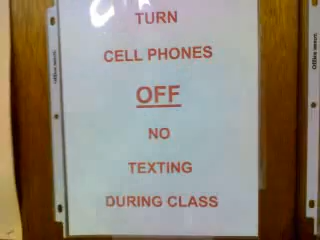 TURN
CELL PHONES
OFF
NO
TEXTING
DURING CLASS